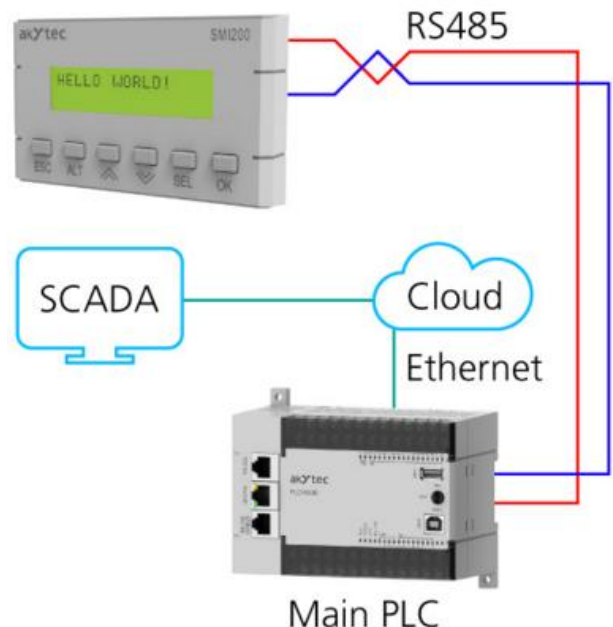 akYtec SMI200
RS485
HELLO WORLD!
ESC ALT SEL OK
SCADA
Cloud
Ethernet
akYtec
Main PLC